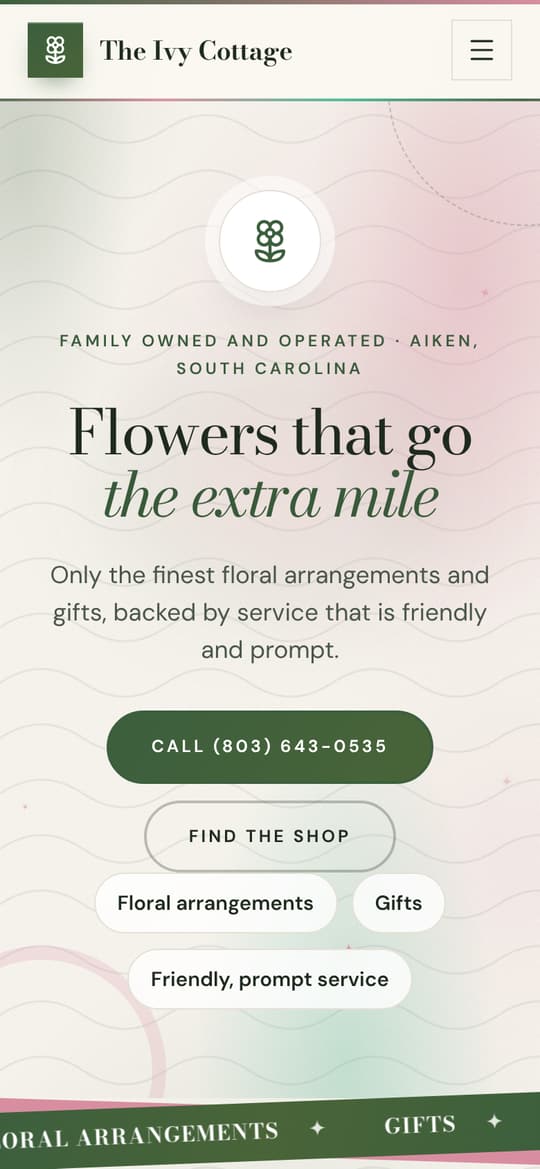 The Ivy Cottage
FAMILY OWNED AND OPERATED · AIKEN,
SOUTH CAROLINA
Flowers that go
the extra mile
Only the finest floral arrangements and
gifts, backed by service that is friendly
and prompt.
CALL (803) 643-0535
FIND THE SHOP
Floral arrangements
Gifts
Friendly, prompt service
ORAL ARRANGEMENTS ✦ GIFTS ✦